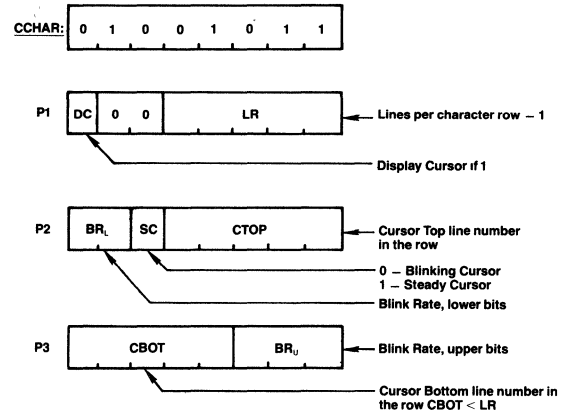 CCHAR: 0 1 0 0 1 0 1 1
P1 DC 0 0 LR Lines per character row – 1
Display Cursor if 1
P2 BRL SC CTOP Cursor Top line number
in the row
0 – Blinking Cursor
1 – Steady Cursor
Blink Rate, lower bits
P3 CBOT BRU Blink Rate, upper bits
Cursor Bottom line number in
the row CBOT < LR